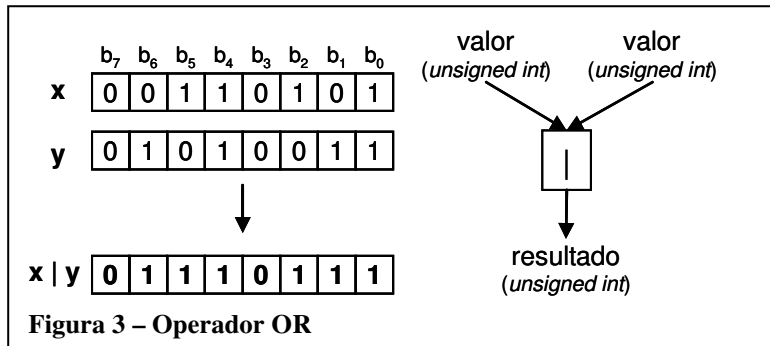 b7 b6 b5 b4 b3 b2 b1 b0
x 0 0 1 1 0 1 0 1
y 0 1 0 1 0 0 1 1
x | y 0 1 1 1 0 1 1 1
valor valor
(unsigned int) (unsigned int)
|
resultado
(unsigned int)
Figura 3 – Operador OR